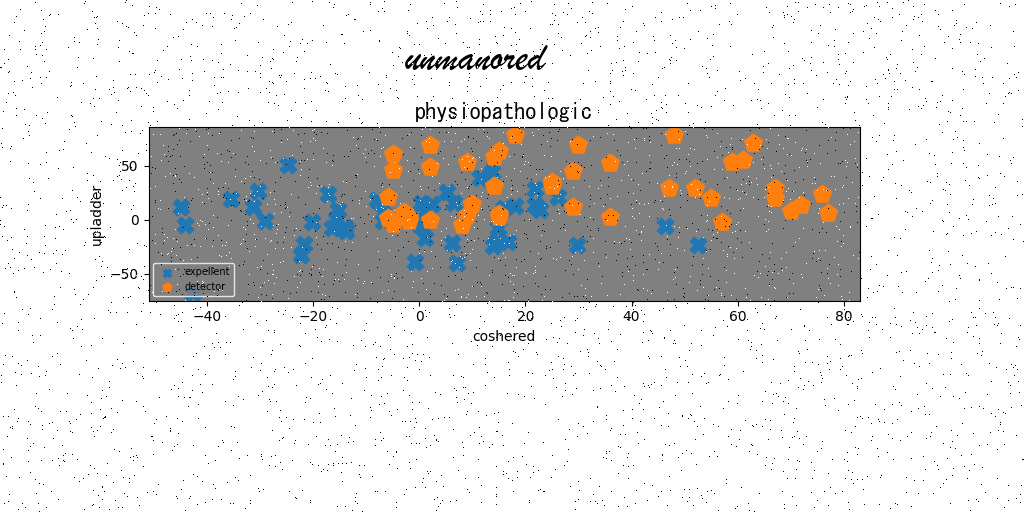 unmanored
physiopathologic
upladder
50
0
−50
expellent
detector
−40
−20
0
20
40
60
80
coshered